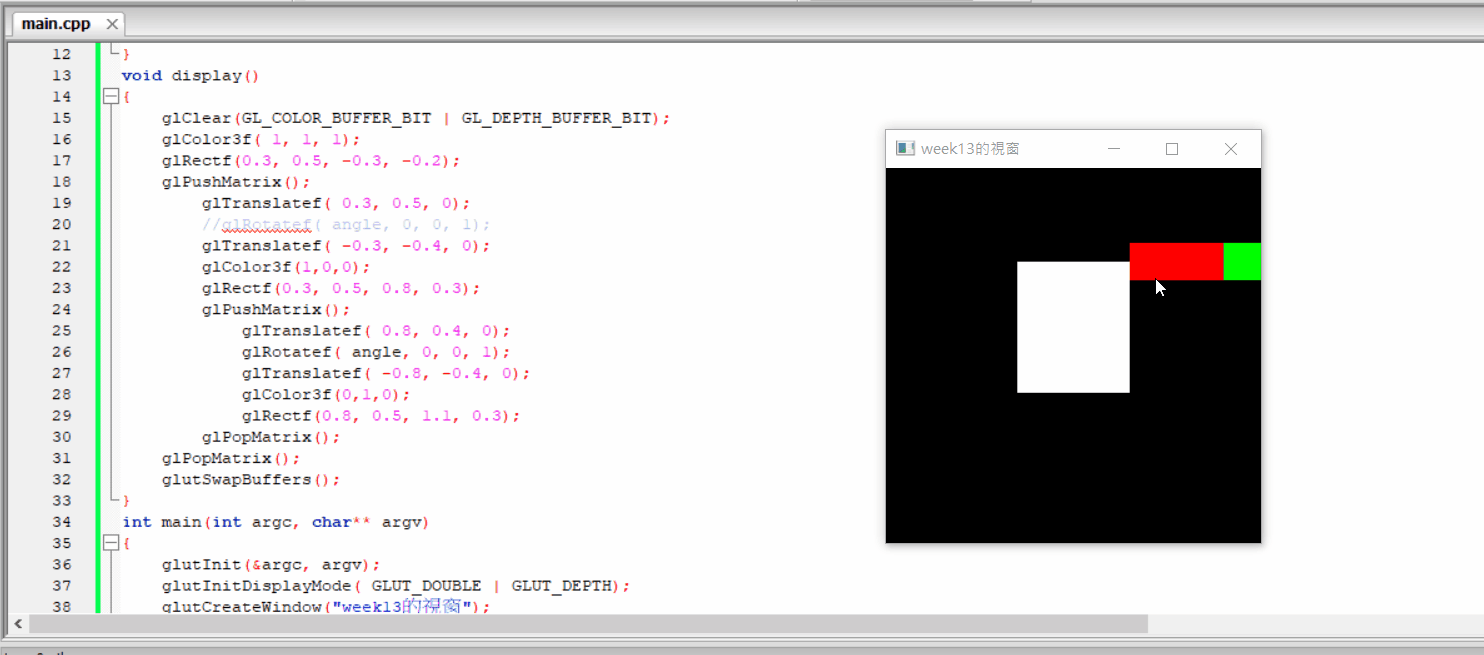 main.cpp
12 }
13 void display()
14 {
15 glClear(GL_COLOR_BUFFER_BIT | GL_DEPTH_BUFFER_BIT);
16 glColor3f( 1, 1, 1);
17 glRectf(0.3, 0.5, -0.3, -0.2);
18 glPushMatrix();
19 glTranslatef( 0.3, 0.5, 0);
20 //glRotatef( angle, 0, 0, 1);
21 glTranslatef( -0.3, -0.4, 0);
22 glColor3f(1,0,0);
23 glRectf(0.3, 0.5, 0.8, 0.3);
24 glPushMatrix();
25 glTranslatef( 0.8, 0.4, 0);
26 glRotatef( angle, 0, 0, 1);
27 glTranslatef( -0.8, -0.4, 0);
28 glColor3f(0,1,0);
29 glRectf(0.8, 0.5, 1.1, 0.3);
30 glPopMatrix();
31 glPopMatrix();
32 glutSwapBuffers();
33 }
34 int main(int argc, char** argv)
35 {
36 glutInit(&argc, argv);
37 glutInitDisplayMode( GLUT_DOUBLE | GLUT_DEPTH);
38 glutCreateWindow("week13的視窗");
week13的視窗